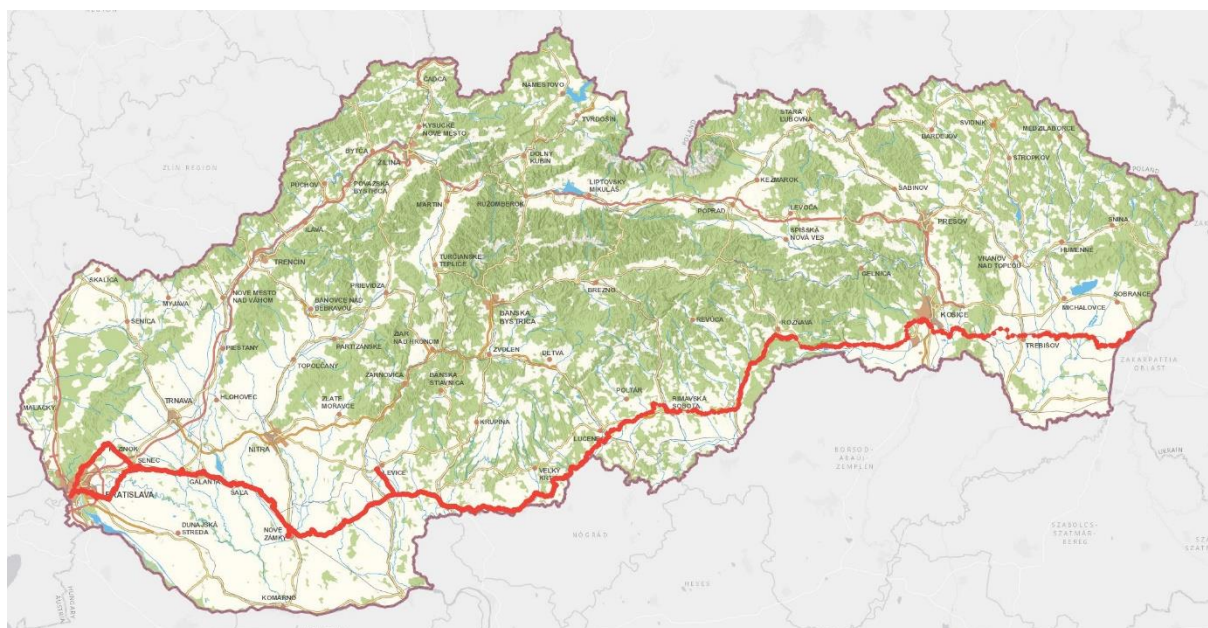 ČADCA
NÁMESTOVO
TVRDOŠÍN
KYSUCKÉ
NOVÉ MESTO
STARÁ
ĽUBOVŇA
BARDEJOV
SVIDNÍK
MEDZILABORCE
POLAND
BYTČA
ŽILINA
DOLNÝ
KUBÍN
STROPKOV
POLAND
ZLIN REGION
PÚCHOV
POVAŽSKÁ
BYSTRICA
MARTIN
RUŽOMBEROK
LIPTOVSKÝ
MIKULÁŠ
KEŽMAROK
SABINOV
POPRAD
LEVOČA
PREŠOV
SNINA
ILAVA
SPIŠSKÁ
NOVÁ VES
HUMENNÉ
TRENČÍN
TURČIANSKE
TEPLICE
GELNICA
VRANOV
NAD TOPĽOU
SKALICA
MYJAVA
NOVÉ MESTO
NAD VÁHOM
PRIEVIDZA
BÁNOVCE NAD
BEBRAVOU
BREZNO
SOBRANCE
MICHALOVCE
SENICA
BANSKÁ
BYSTRICA
REVÚCA
ROŽŇAVA
KOŠICE
PIEŠŤANY
PARTIZÁNSKE
ŽIAR
NAD HRONOM
ZVOLEN
DETVA
TREBIŠOV
TOPOĽČANY
ZAKARPATTIA
OBLAST
ŽARNOVICA
BANSKÁ
ŠTIAVNICA
MALACKY
TRNAVA
HLOHOVEC
ZLATÉ
MORAVCE
POLTÁR
RIMAVSKÁ
SOBOTA
KRUPINA
NITRA
LUČENEC
PEZINOK
SENEC
LEVICE
VEĽKÝ
BORSOD-
ABAÚJ-
ZEMPLÉN
UKRAIN
GALANTA
ŠAĽA
BRATISLAVA
DUNAJSKÁ
STREDA
NOVÉ
ZÁMKY
NÓGRÁD
SZABOLCS-
SZATMÁR-
BEREG
HEVES
KOMÁRNO
HUNGARY
AUSTRIA